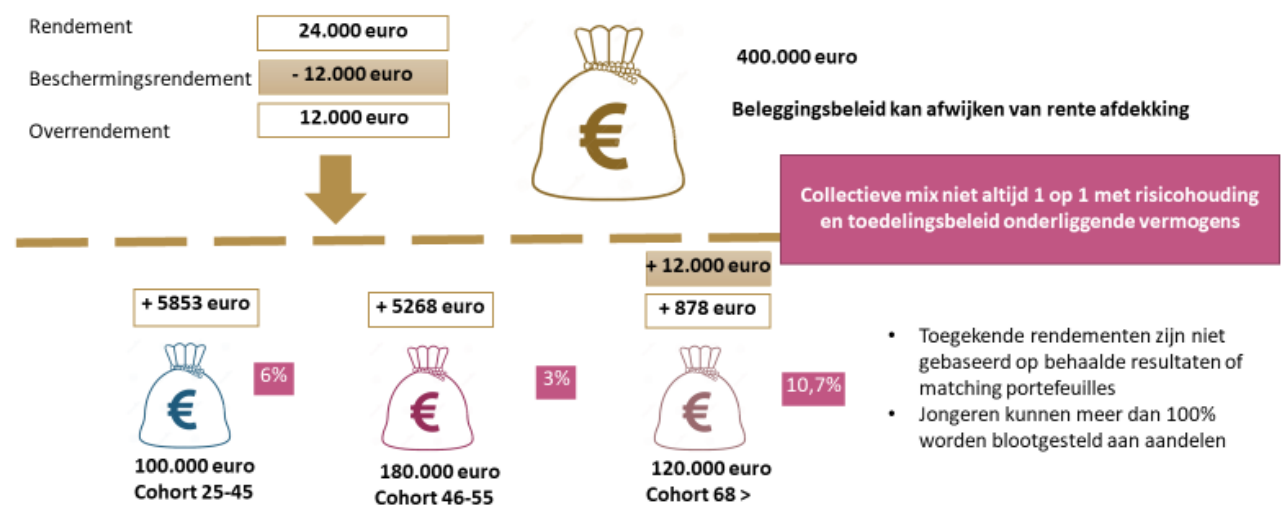 Rendement
24.000 euro
Beschermingsrendement
- 12.000 euro
Overrendement
12.000 euro
€
400.000 euro
Beleggingsbeleid kan afwijken van rente afdekking
Collectieve mix niet altijd 1 op 1 met risicohouding
en toedelingsbeleid onderliggende vermogens
+ 5853 euro
€
6%
100.000 euro
Cohort 25-45
+ 5268 euro
€
3%
180.000 euro
Cohort 46-55
+ 12.000 euro
+ 878 euro
€
10,7%
120.000 euro
Cohort 68 >
• Toegekende rendementen zijn niet
gebaseerd op behaalde resultaten of
matching portefeuilles
• Jongeren kunnen meer dan 100%
worden blootgesteld aan aandelen